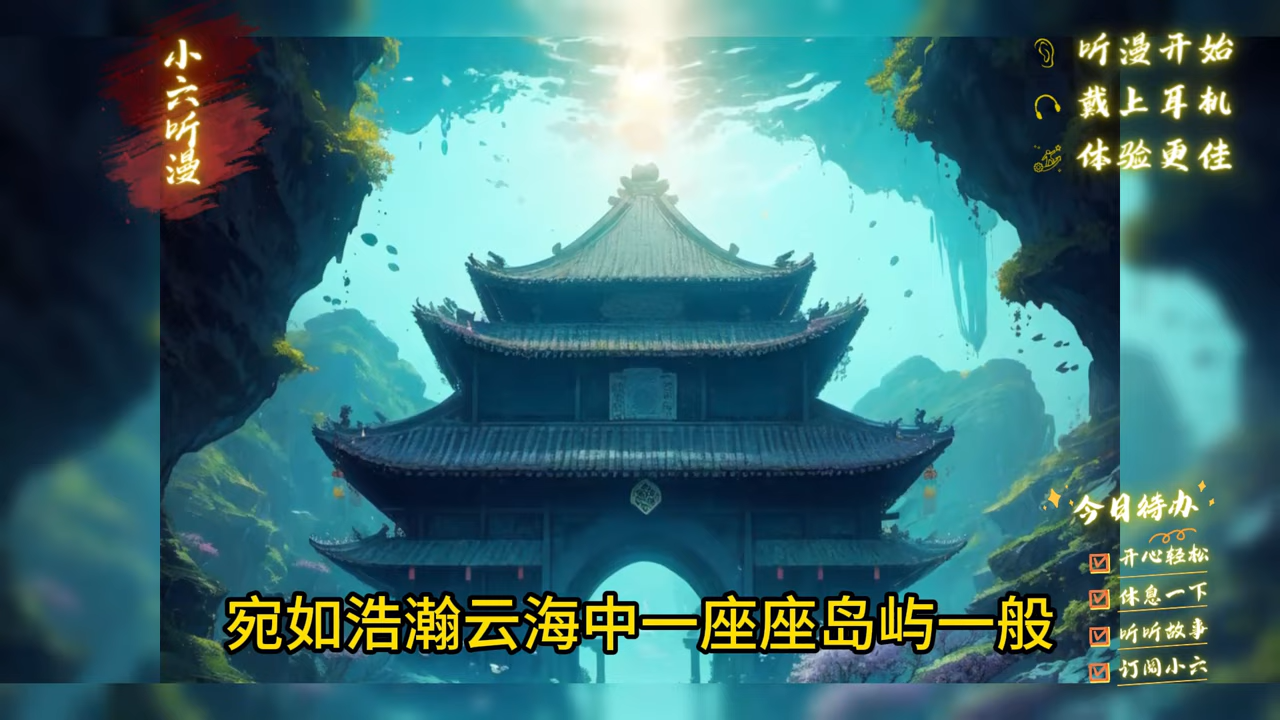 小六听漫
听漫开始
戴上耳机
体验更佳
今日待办
开心轻松
休息一下
听听故事
订阅小六
宛如浩瀚云海中一座座岛屿一般